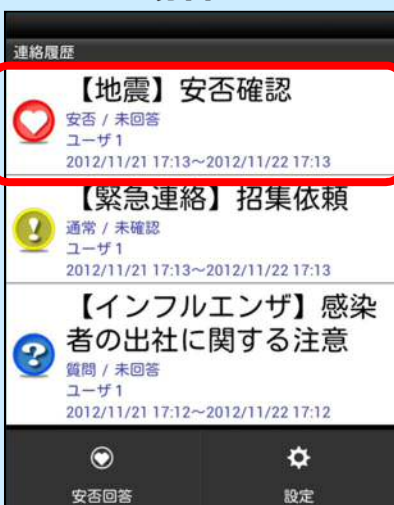 連絡履歴
【地震】安否確認
安否 / 未回答
ユーザ1
2012/11/21 17:13～2012/11/22 17:13
【緊急連絡】招集依頼
通常 / 未確認
ユーザ1
2012/11/21 17:13～2012/11/22 17:13
【インフルエンザ】感染
者の出社に関する注意
質問 / 未回答
ユーザ1
2012/11/21 17:12～2012/11/22 17:12
安否回答
設定